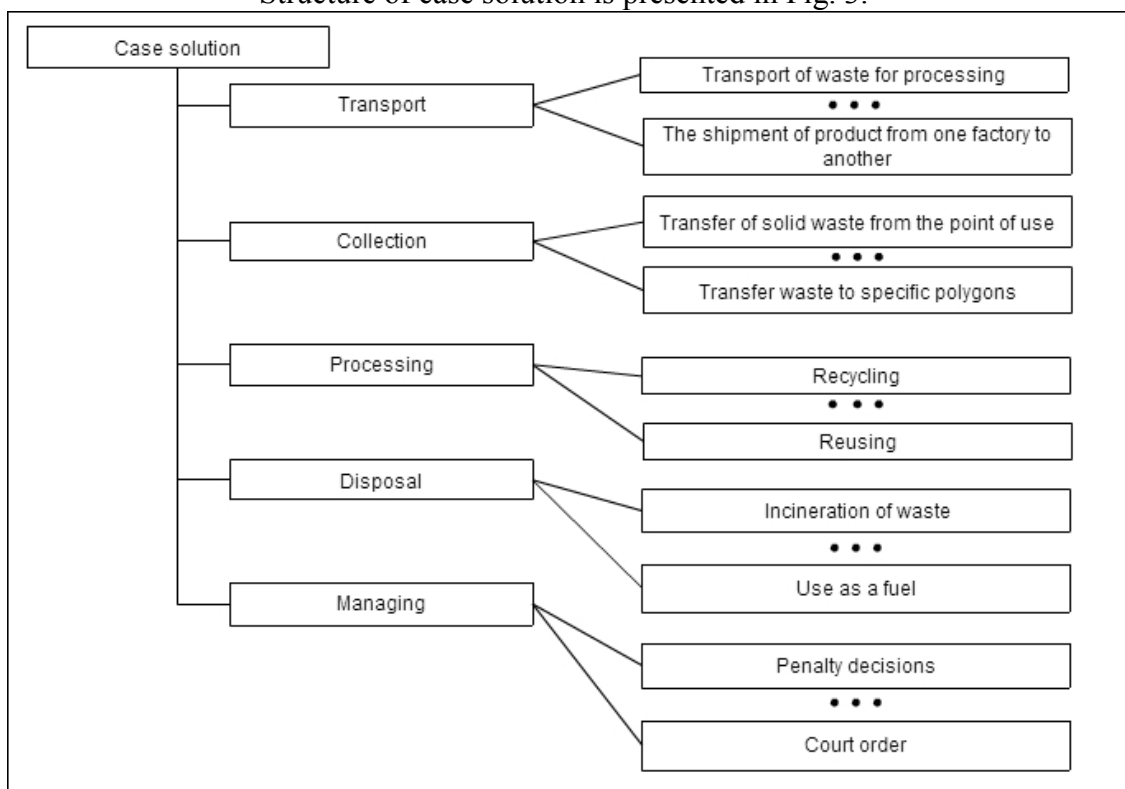 Structure of case solution is presented in Fig. 3.
Case solution
Transport
Transport of waste for processing
The shipment of product from one factory to
another
Collection
Transfer of solid waste from the point of use
Transfer waste to specific polygons
Processing
Recycling
Reusing
Disposal
Incineration of waste
Use as a fuel
Managing
Penalty decisions
Court order